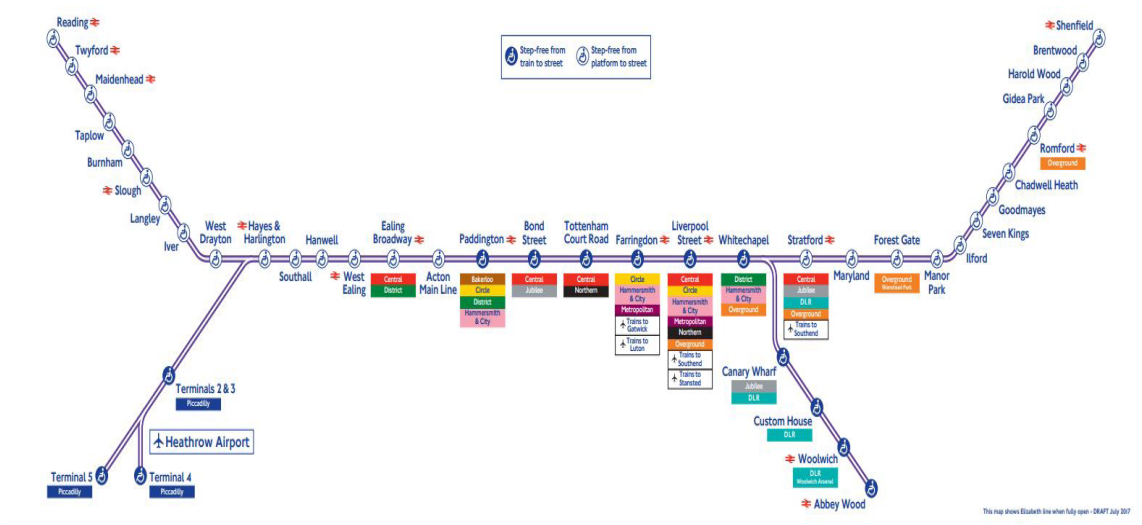 Reading
Twyford
Maidenhead
Taplow
Burnham
Slough
Langley
Iver
West
Drayton
Hayes &
Harlington
Southall
Hanwell
West
Ealing
Ealing
Broadway
Central
District
Acton
Main Line
Paddington
Bakerloo
Circle
District
Hammersmith
& City
Bond
Street
Central
Jubilee
Tottenham
Court Road
Central
Northern
Farringdon
Circle
Hammersmith
& City
Metropolitan
Trains to
Gatwick
Trains to
Luton
Liverpool
Street
Central
Circle
Hammersmith
& City
Metropolitan
Northern
Overground
Trains to
Southend
Trains to
Stansted
Whitechapel
District
Hammersmith
& City
Overground
Stratford
Central
Jubilee
DLR
Overground
Trains to
Southend
Maryland
Forest Gate
Overground
Wanstead Park
Manor
Park
Ilford
Seven Kings
Goodmayes
Chadwell Heath
Romford
Overground
Gidea Park
Harold Wood
Brentwood
Shenfield
Step-free from
train to street
Step-free from
platform to street
Terminals 2 & 3
Piccadilly
Heathrow Airport
Terminal 5
Piccadilly
Terminal 4
Piccadilly
Canary Wharf
Jubilee
DLR
Custom House
DLR
Woolwich
DLR
Woolwich Arsenal
Abbey Wood
This map shows Elizabeth line when fully open - DRAFT July 2017